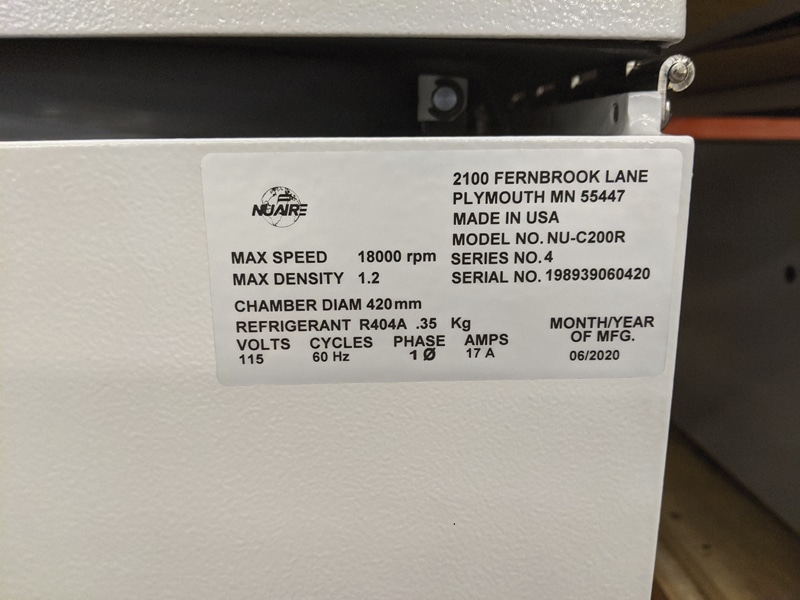 NUAIRE
2100 FERNBROOK LANE
PLYMOUTH MN 55447
MADE IN USA
MODEL NO. NU-C200R
SERIES NO. 4
SERIAL NO. 198939060420
MAX SPEED 18000 rpm
MAX DENSITY 1.2
CHAMBER DIAM 420mm
REFRIGERANT R404A .35 Kg
VOLTS CYCLES PHASE AMPS
115 60 Hz 1 Ø 17 A
MONTH/YEAR
OF MFG.
06/2020